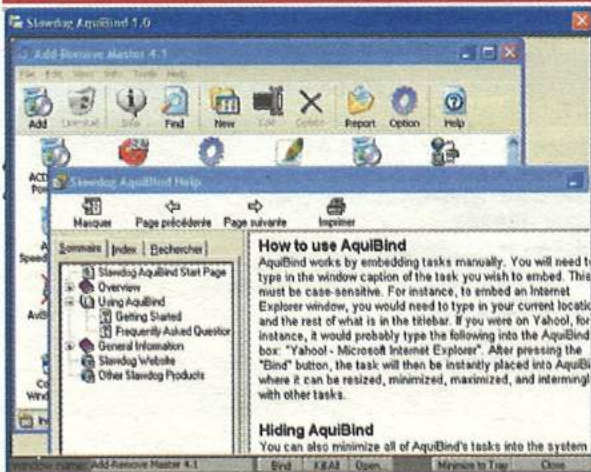 Slawdog AquiBind 1.0
Add-Remove Master 4.1
File Edit View Info Tools Help
Add Uninstall Info Find New Edit Delete Report Option Help
Slawdog AquiBind Help
Masquer Page précédente Page suivante Imprimer
Sommaire Index Rechercher
Slawdog AquiBind Start Page
Overview
Using AquiBind
Getting Started
Frequently Asked Question
General Information
Slawdog Website
Other Slawdog Products
How to use AquiBind
AquiBind works by embedding tasks manually. You will need to
type in the window caption of the task you wish to embed. This
must be case-sensitive. For instance, to embed an Internet
Explorer window, you would need to type in your current locatio
and the rest of what is in the titlebar. If you were on Yahoo!, for
instance, it would probably type the following into the AquiBind
box: "Yahoo! - Microsoft Internet Explorer". After pressing the
"Bind" button, the task will then be instantly placed into AquiBi
where it can be resized, minimized, maximized, and intermingl
with other tasks.
Hiding AquiBind
You can also minimize all of AquiBind's tasks into the system
Window name: Add-Remove Master 4.1 Bind Kill All Open... Minimize to Tray Close